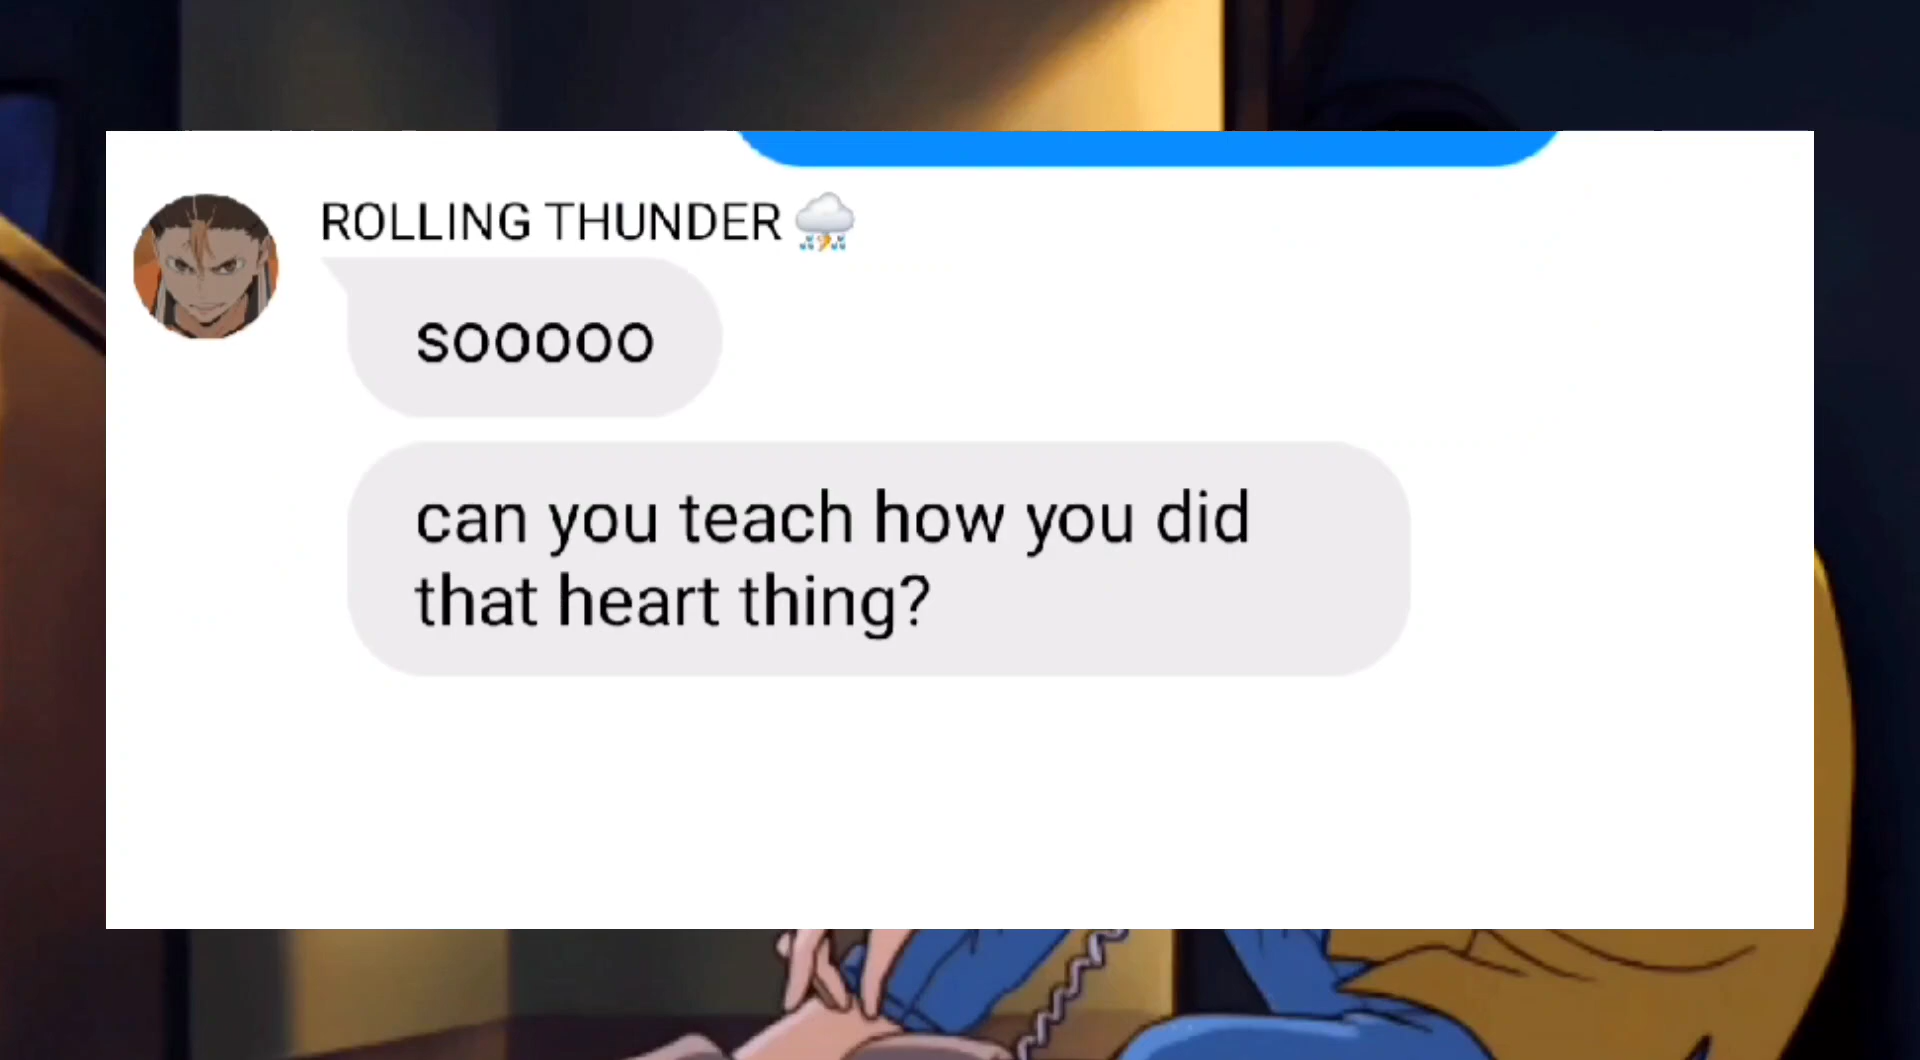 ROLLING THUNDER ⛈️
sooooo
can you teach how you did
that heart thing?